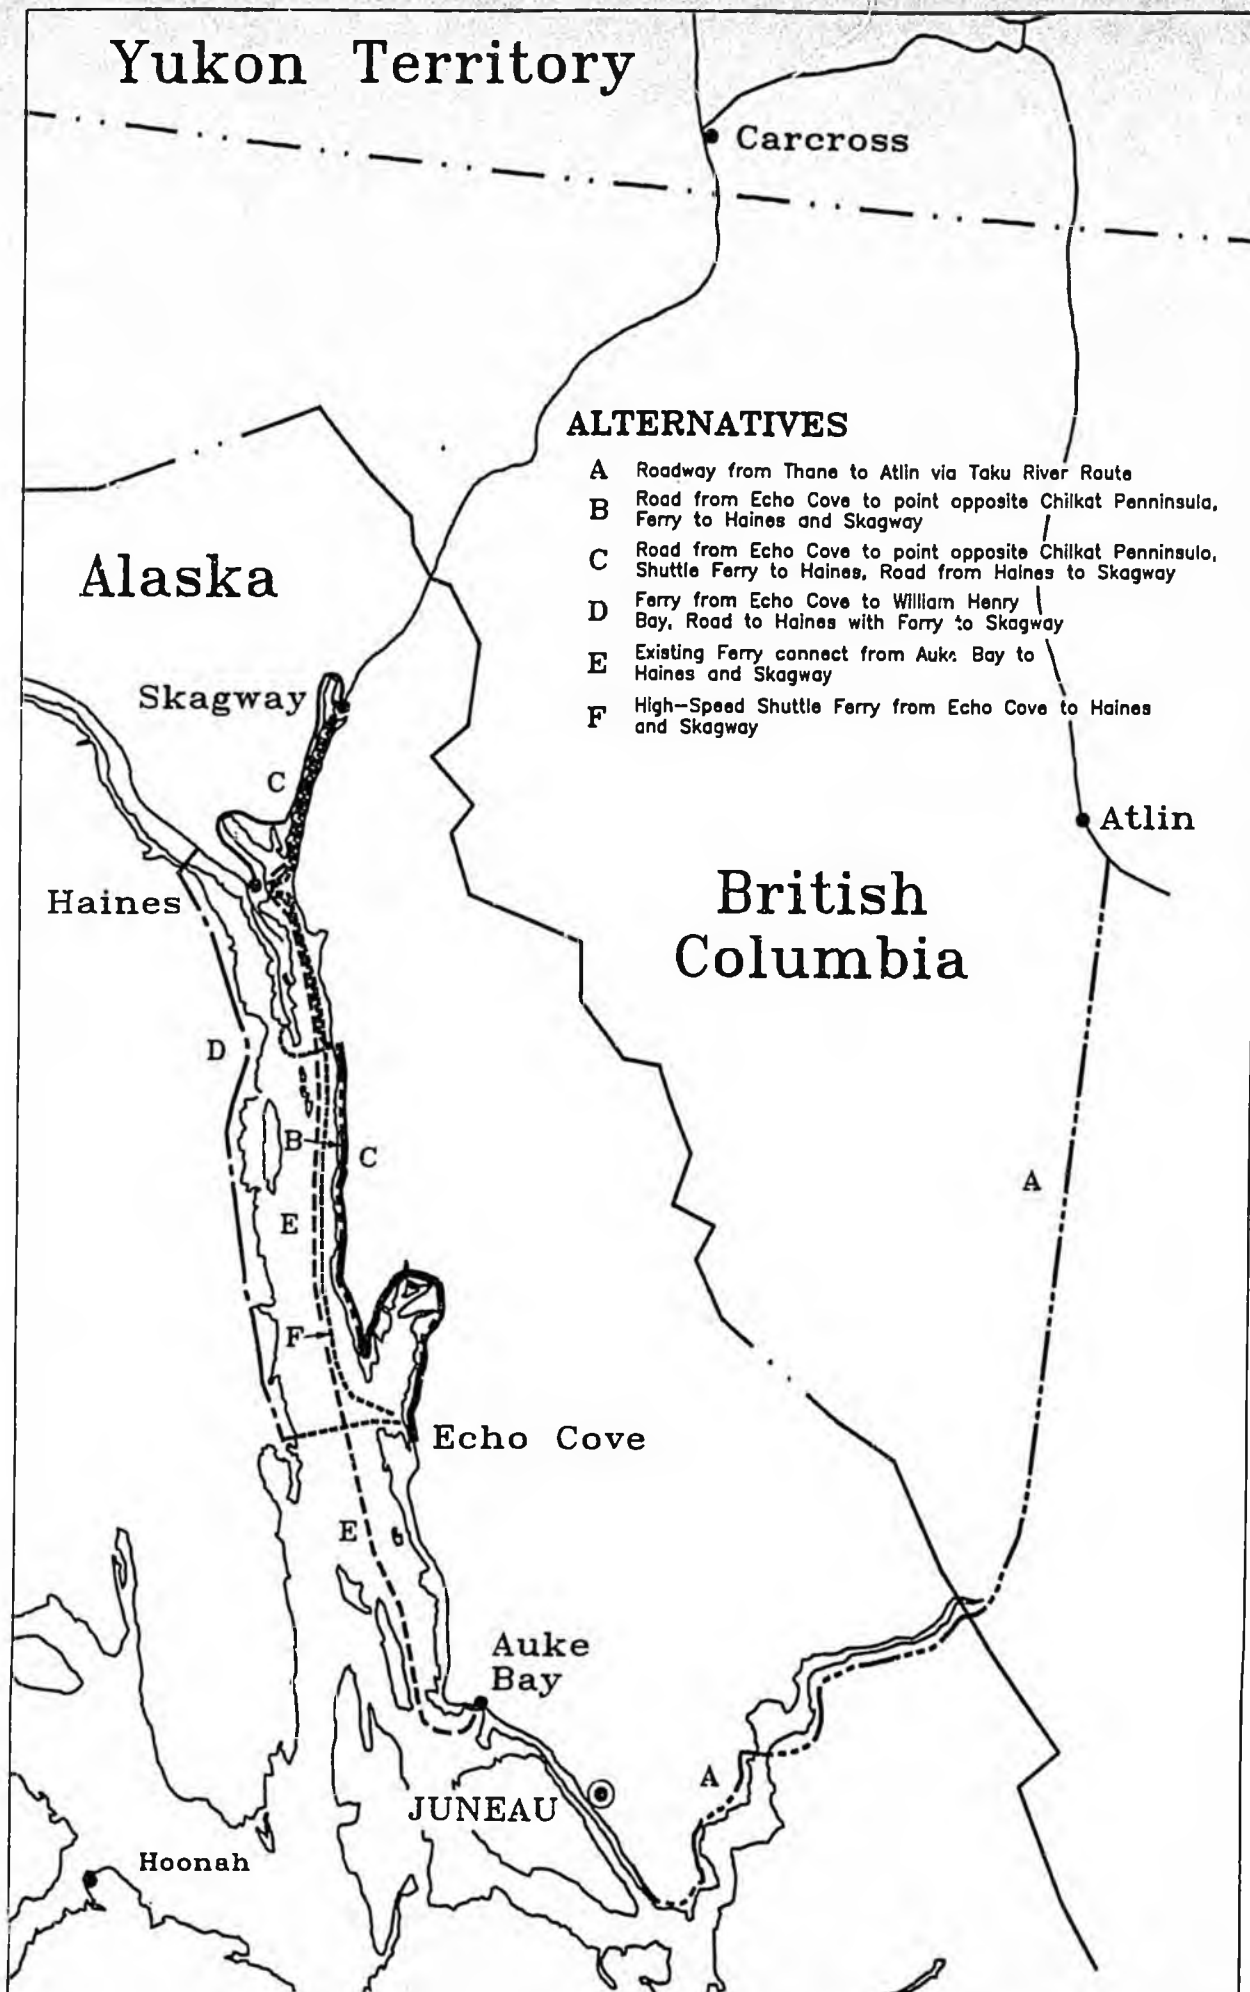 Yukon Territory
Carcross
ALTERNATIVES
A Roadway from Thane to Atlin via Taku River Route
B Road from Echo Cove to point opposite Chilkat Penninsula,
Ferry to Haines and Skagway
C Road from Echo Cove to point opposite Chilkat Penninsula,
Shuttle Ferry to Haines, Road from Haines to Skagway
D Ferry from Echo Cove to William Henry
Bay, Road to Haines with Ferry to Skagway
E Existing Ferry connect from Auke Bay to
Haines and Skagway
F High-Speed Shuttle Ferry from Echo Cove to Haines
and Skagway
Alaska
Skagway
C
Atlin
Haines
British
Columbia
D
B
C
A
E
F
Echo Cove
E
Auke
Bay
A
JUNEAU
Hoonah